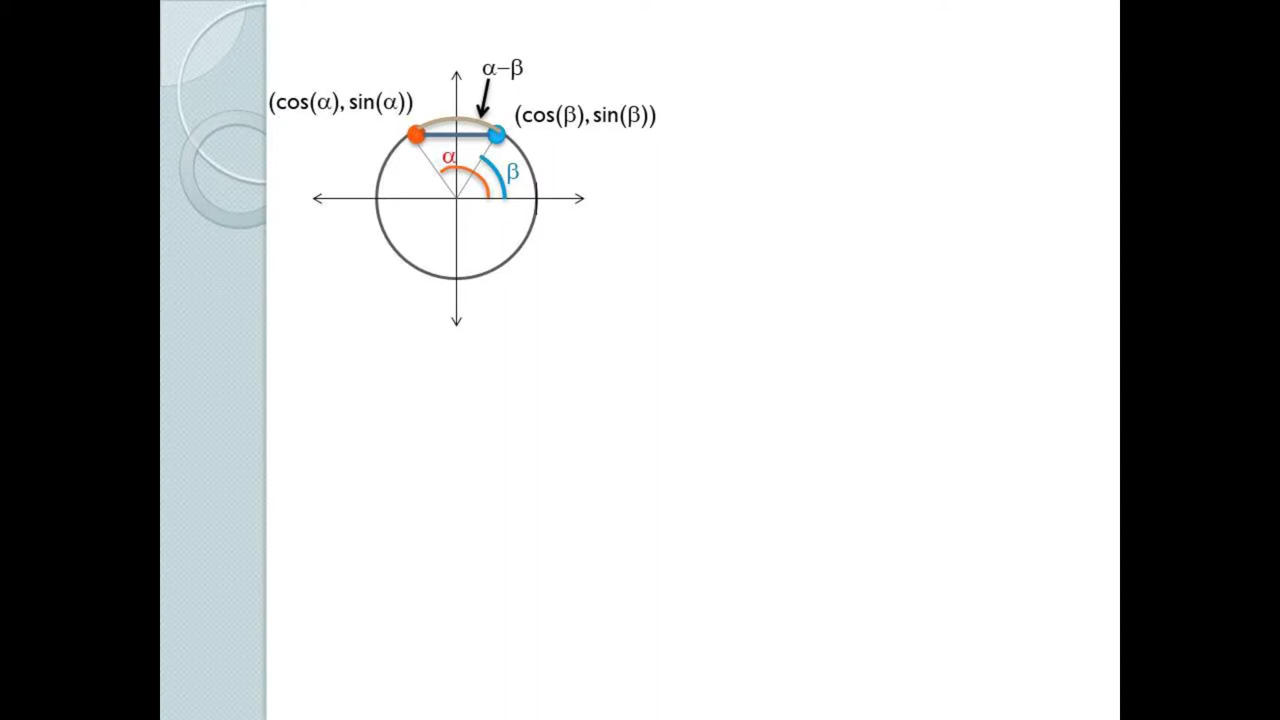 α−β
(cos(α), sin(α))
(cos(β), sin(β))
α
β